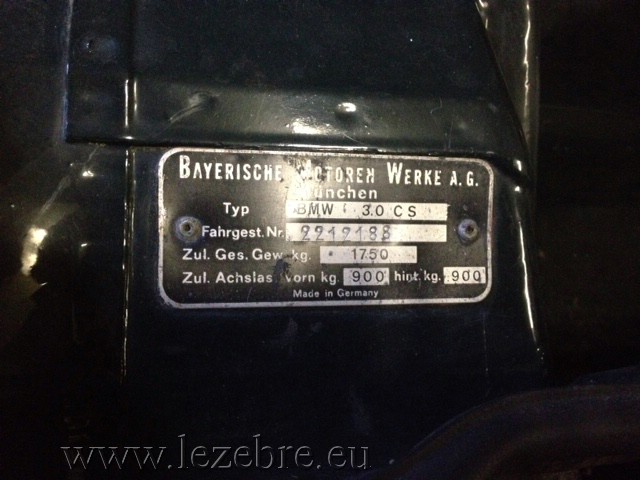 BAYERISCHE MOTOREN WERKE A.G.
München
Typ BMW 3.0 CS
Fahrgest.Nr. 2212188
Zul. Ges. Gew. kg. 1750
Zul. Achslast vorn kg. 900 hint. kg. 900
Made in Germany
www.lezebre.eu